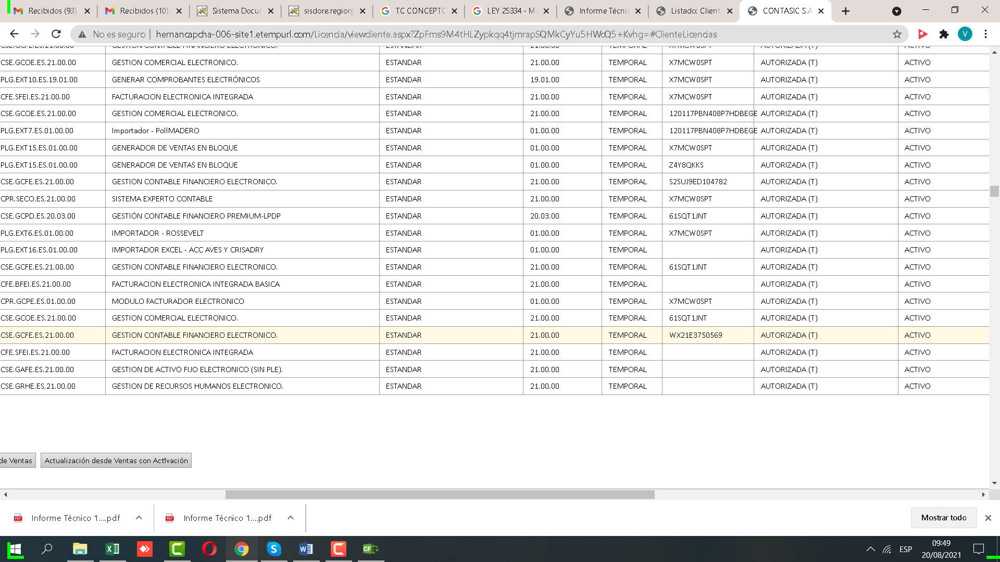 Recibidos (93)
Recibidos (10)
Sistema Docur
sisdore.regionj
TC CONCEPTO
LEY 25334 - M
Informe Técni
Listado: Client
CONTASIC S.A
No es seguro | hernancapcha-006-site1.etempurl.com/Licencia/viewcliente.aspx?ZpFms9M4tHLZypkqq4tjmrapSQMkCyYu5HWoQ5+Kvhg=#ClienteLicencias
V
CSE.GCFE.ES.21.00.00 GESTION CONTABLE FINANCIERO ELECTRONICO. ESTANDAR 21.00.00 TEMPORAL X7MCW0SPT AUTORIZADA (T) ACTIVO
CSE.GCOE.ES.21.00.00 GESTION COMERCIAL ELECTRONICO. ESTANDAR 21.00.00 TEMPORAL X7MCW0SPT AUTORIZADA (T) ACTIVO
PLG.EXT10.ES.19.01.00 GENERAR COMPROBANTES ELECTRÓNICOS ESTANDAR 19.01.00 TEMPORAL X7MCW0SPT AUTORIZADA (T) ACTIVO
CFE.SFEI.ES.21.00.00 FACTURACION ELECTRONICA INTEGRADA ESTANDAR 21.00.00 TEMPORAL X7MCW0SPT AUTORIZADA (T) ACTIVO
CSE.GCOE.ES.21.00.00 GESTION COMERCIAL ELECTRONICO. ESTANDAR 21.00.00 TEMPORAL 120117PBN408P7HDBEGE AUTORIZADA (T) ACTIVO
PLG.EXT7.ES.01.00.00 Importador - PollMADERO ESTANDAR 01.00.00 TEMPORAL 120117PBN408P7HDBEGE AUTORIZADA (T) ACTIVO
PLG.EXT15.ES.01.00.00 GENERADOR DE VENTAS EN BLOQUE ESTANDAR 01.00.00 TEMPORAL X7MCW0SPT AUTORIZADA (T) ACTIVO
PLG.EXT15.ES.01.00.00 GENERADOR DE VENTAS EN BLOQUE ESTANDAR 01.00.00 TEMPORAL Z4Y8QKKS AUTORIZADA (T) ACTIVO
CSE.GCFE.ES.21.00.00 GESTION CONTABLE FINANCIERO ELECTRONICO. ESTANDAR 21.00.00 TEMPORAL S2SUJ9ED104782 AUTORIZADA (T) ACTIVO
CPR.SECO.ES.21.00.00 SISTEMA EXPERTO CONTABLE ESTANDAR 21.00.00 TEMPORAL X7MCW0SPT AUTORIZADA (T) ACTIVO
CSE.GCPD.ES.20.03.00 GESTIÓN CONTABLE FINANCIERO PREMIUM-LPDP ESTANDAR 20.03.00 TEMPORAL 61SQT1JNT AUTORIZADA (T) ACTIVO
PLG.EXT6.ES.01.00.00 IMPORTADOR - ROSSEVELT ESTANDAR 01.00.00 TEMPORAL X7MCW0SPT AUTORIZADA (T) ACTIVO
PLG.EXT16.ES.01.00.00 IMPORTADOR EXCEL - ACC AVES Y CRISADRY ESTANDAR 01.00.00 TEMPORAL AUTORIZADA (T) ACTIVO
CSE.GCFE.ES.21.00.00 GESTION CONTABLE FINANCIERO ELECTRONICO. ESTANDAR 21.00.00 TEMPORAL 61SQT1JNT AUTORIZADA (T) ACTIVO
CFE.BFEI.ES.21.00.00 FACTURACION ELECTRONICA INTEGRADA BASICA ESTANDAR 21.00.00 TEMPORAL AUTORIZADA (T) ACTIVO
CPR.GCPE.ES.01.00.00 MODULO FACTURADOR ELECTRONICO ESTANDAR 01.00.00 TEMPORAL X7MCW0SPT AUTORIZADA (T) ACTIVO
CSE.GCOE.ES.21.00.00 GESTION COMERCIAL ELECTRONICO. ESTANDAR 21.00.00 TEMPORAL 61SQT1JNT AUTORIZADA (T) ACTIVO
CSE.GCFE.ES.21.00.00 GESTION CONTABLE FINANCIERO ELECTRONICO. ESTANDAR 21.00.00 TEMPORAL WX21E3750569 AUTORIZADA (T) ACTIVO
CFE.SFEI.ES.21.00.00 FACTURACION ELECTRONICA INTEGRADA ESTANDAR 21.00.00 TEMPORAL AUTORIZADA (T) ACTIVO
CSE.GAFE.ES.21.00.00 GESTION DE ACTIVO FIJO ELECTRONICO (SIN PLE). ESTANDAR 21.00.00 TEMPORAL AUTORIZADA (T) ACTIVO
CSE.GRHE.ES.21.00.00 GESTION DE RECURSOS HUMANOS ELECTRONICO. ESTANDAR 21.00.00 TEMPORAL AUTORIZADA (T) ACTIVO
de Ventas
Actualización desde Ventas con Activación
Informe Técnico 1....pdf
Informe Técnico 1....pdf
Mostrar todo
ESP
09:49
20/08/2021